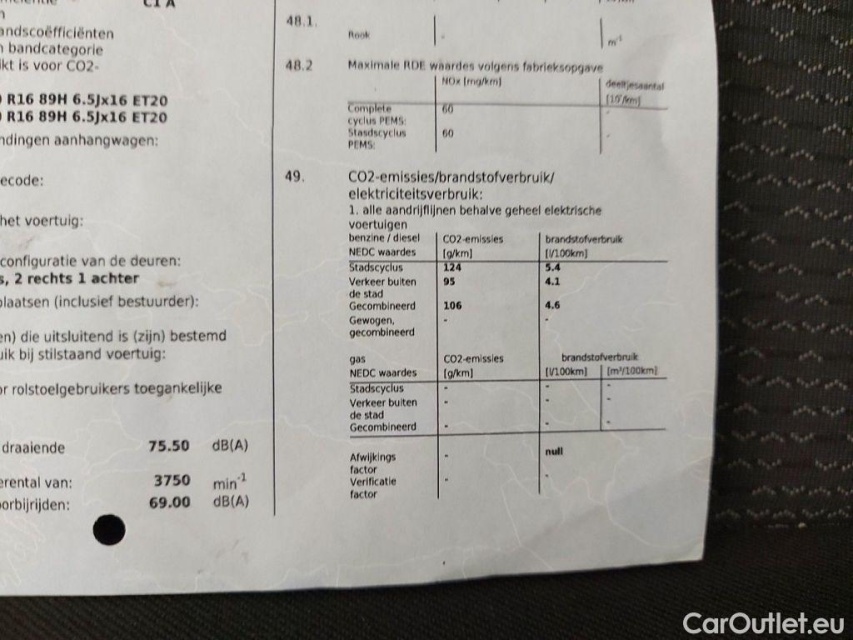 C1 A
andscoëfficiënten
bandcategorie
ikt is voor CO2-
R16 89H 6.5Jx16 ET20
R16 89H 6.5Jx16 ET20
ndingen aanhangwagen:
ecode:
het voertuig:
configuratie van de deuren:
s, 2 rechts 1 achter
plaatsen (inclusief bestuurder):
en) die uitsluitend is (zijn) bestemd
uik bij stilstaand voertuig:
or rolstoelgebruikers toegankelijke
draaiende 75.50 dB(A)
erental van: 3750 min-1
oorbijrijden: 69.00 dB(A)
48.1.
Rook - m-1
48.2 Maximale RDE waardes volgens fabrieksopgave
NOx [mg/km] deeltjesaantal
Complete 60 -
cyclus PEMS:
Stasdscyclus 60 -
PEMS:
49. CO2-emissies/brandstofverbruik/
elektriciteitsverbruik:
1. alle aandrijflijnen behalve geheel elektrische
voertuigen
benzine / diesel CO2-emissies brandstofverbruik
NEDC waardes [g/km] [l/100km]
Stadscyclus 124 5.4
Verkeer buiten 95 4.1
de stad
Gecombineerd 106 4.6
Gewogen, - -
gecombineerd
gas CO2-emissies brandstofverbruik
NEDC waardes [g/km] [l/100km] [m³/100km]
Stadscyclus - - -
Verkeer buiten - - -
de stad
Gecombineerd - - -
Afwijkings - null
factor
Verificatie - -
factor
CarOutlet.eu